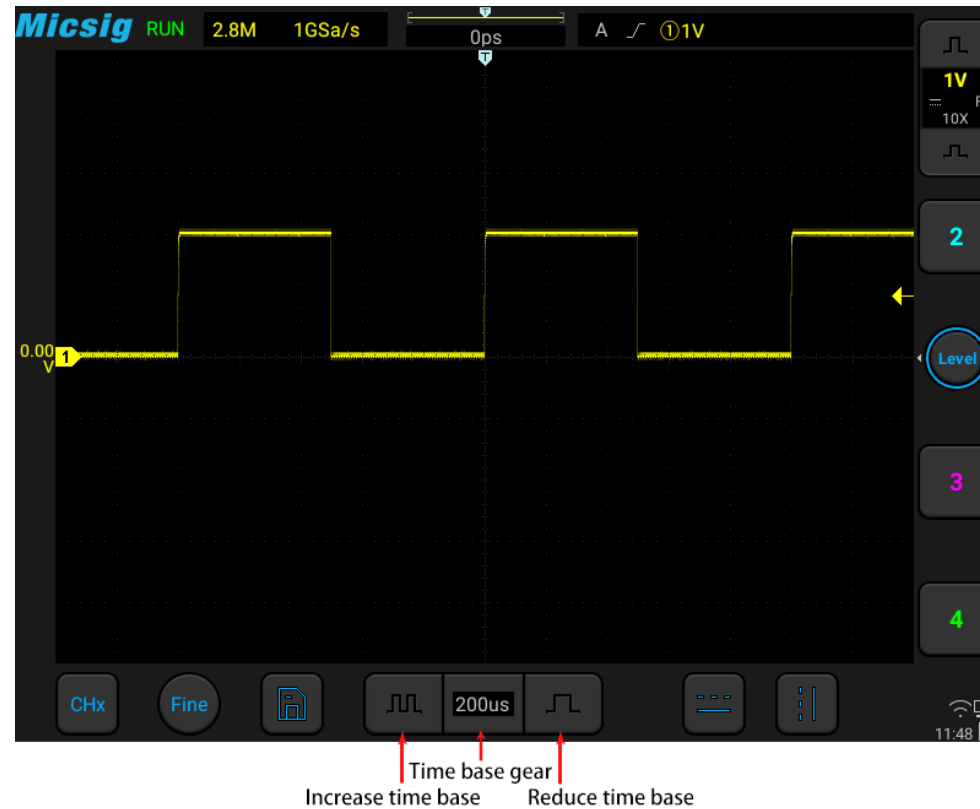 Micsig RUN 2.8M 1GSa/s 0ps A ①1V
T
T
1V
10X
2
0.00
V
1
Level
3
4
CHx Fine 200us
11:48
Time base gear
Increase time base Reduce time base